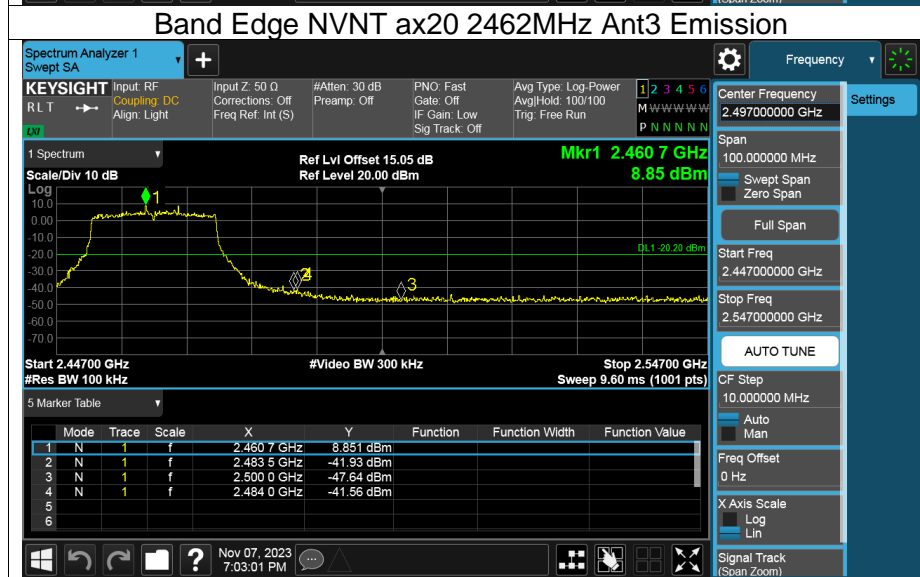 (Span Zoom)
Band Edge NVNT ax20 2462MHz Ant3 Emission
Spectrum Analyzer 1
Swept SA
+
Frequency
KEYSIGHT Input: RF Input Z: 50 Ω #Atten: 30 dB PNO: Fast Avg Type: Log-Power 1 2 3 4 5 6
RLT Coupling: DC Corrections: Off Preamp: Off Gate: Off Avg|Hold: 100/100 M W W W W W
Align: Light Freq Ref: Int (S) IF Gain: Low Trig: Free Run
LXI Sig Track: Off P N N N N N
1 Spectrum
Ref Lvl Offset 15.05 dB Mkr1 2.460 7 GHz
Scale/Div 10 dB Ref Level 20.00 dBm 8.85 dBm
Log
10.0
0.00
-10.0
-20.0
-30.0
-40.0
-50.0
-60.0
-70.0
1
DL1 -20.20 dBm
2 4
3
Start 2.44700 GHz #Video BW 300 kHz Stop 2.54700 GHz
#Res BW 100 kHz Sweep 9.60 ms (1001 pts)
5 Marker Table
Mode Trace Scale X Y Function Function Width Function Value
1 N 1 f 2.460 7 GHz 8.851 dBm
2 N 1 f 2.483 5 GHz -41.93 dBm
3 N 1 f 2.500 0 GHz -47.64 dBm
4 N 1 f 2.484 0 GHz -41.56 dBm
5
6
?
Nov 07, 2023
7:03:01 PM
Center Frequency
2.497000000 GHz
Settings
Span
100.000000 MHz
Swept Span
Zero Span
Full Span
Start Freq
2.447000000 GHz
Stop Freq
2.547000000 GHz
AUTO TUNE
CF Step
10.000000 MHz
Auto
Man
Freq Offset
0 Hz
X Axis Scale
Log
Lin
Signal Track
(Span Zoom)